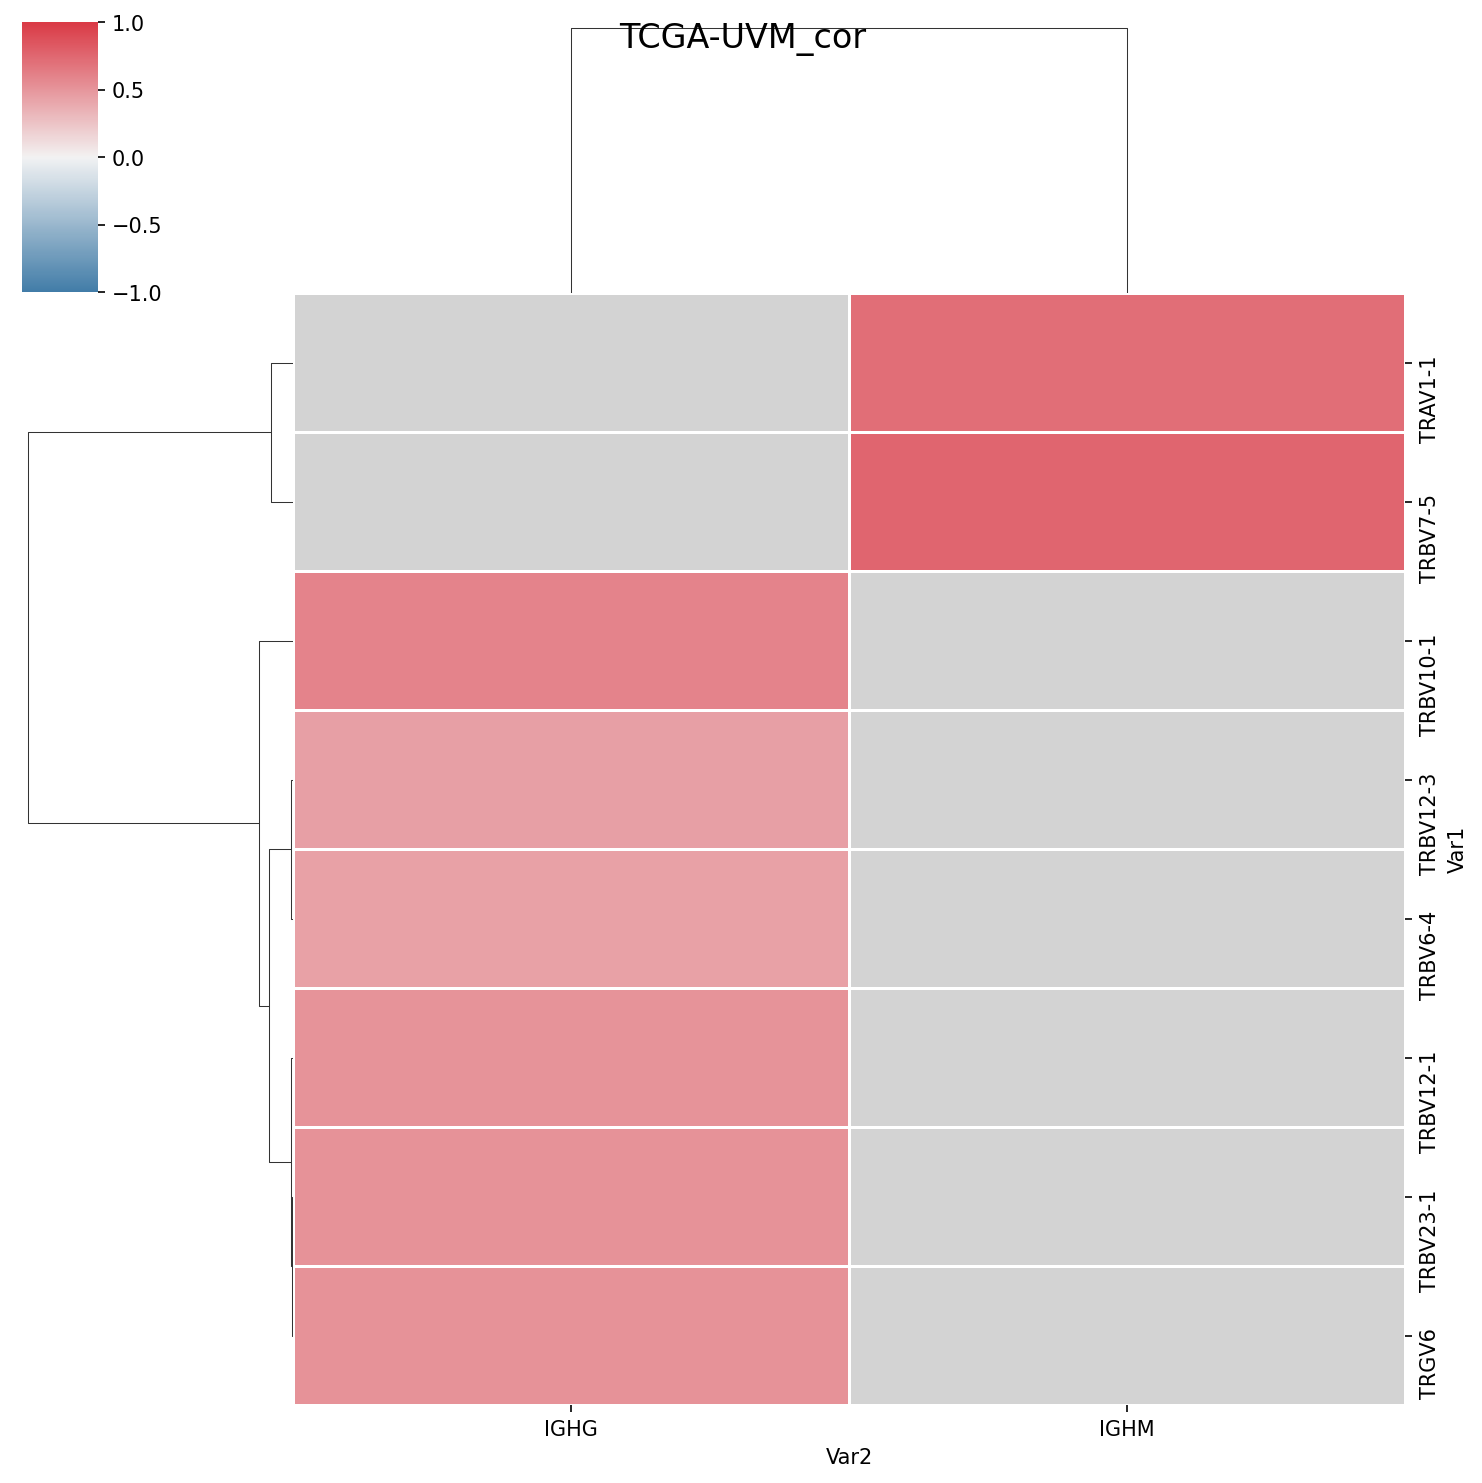 TCGA-UVM_cor
1.0
0.5
0.0
−0.5
−1.0
TRAV1-1
TRBV7-5
TRBV10-1
TRBV12-3
TRBV6-4
TRBV12-1
TRBV23-1
TRGV6
Var1
IGHG
IGHM
Var2